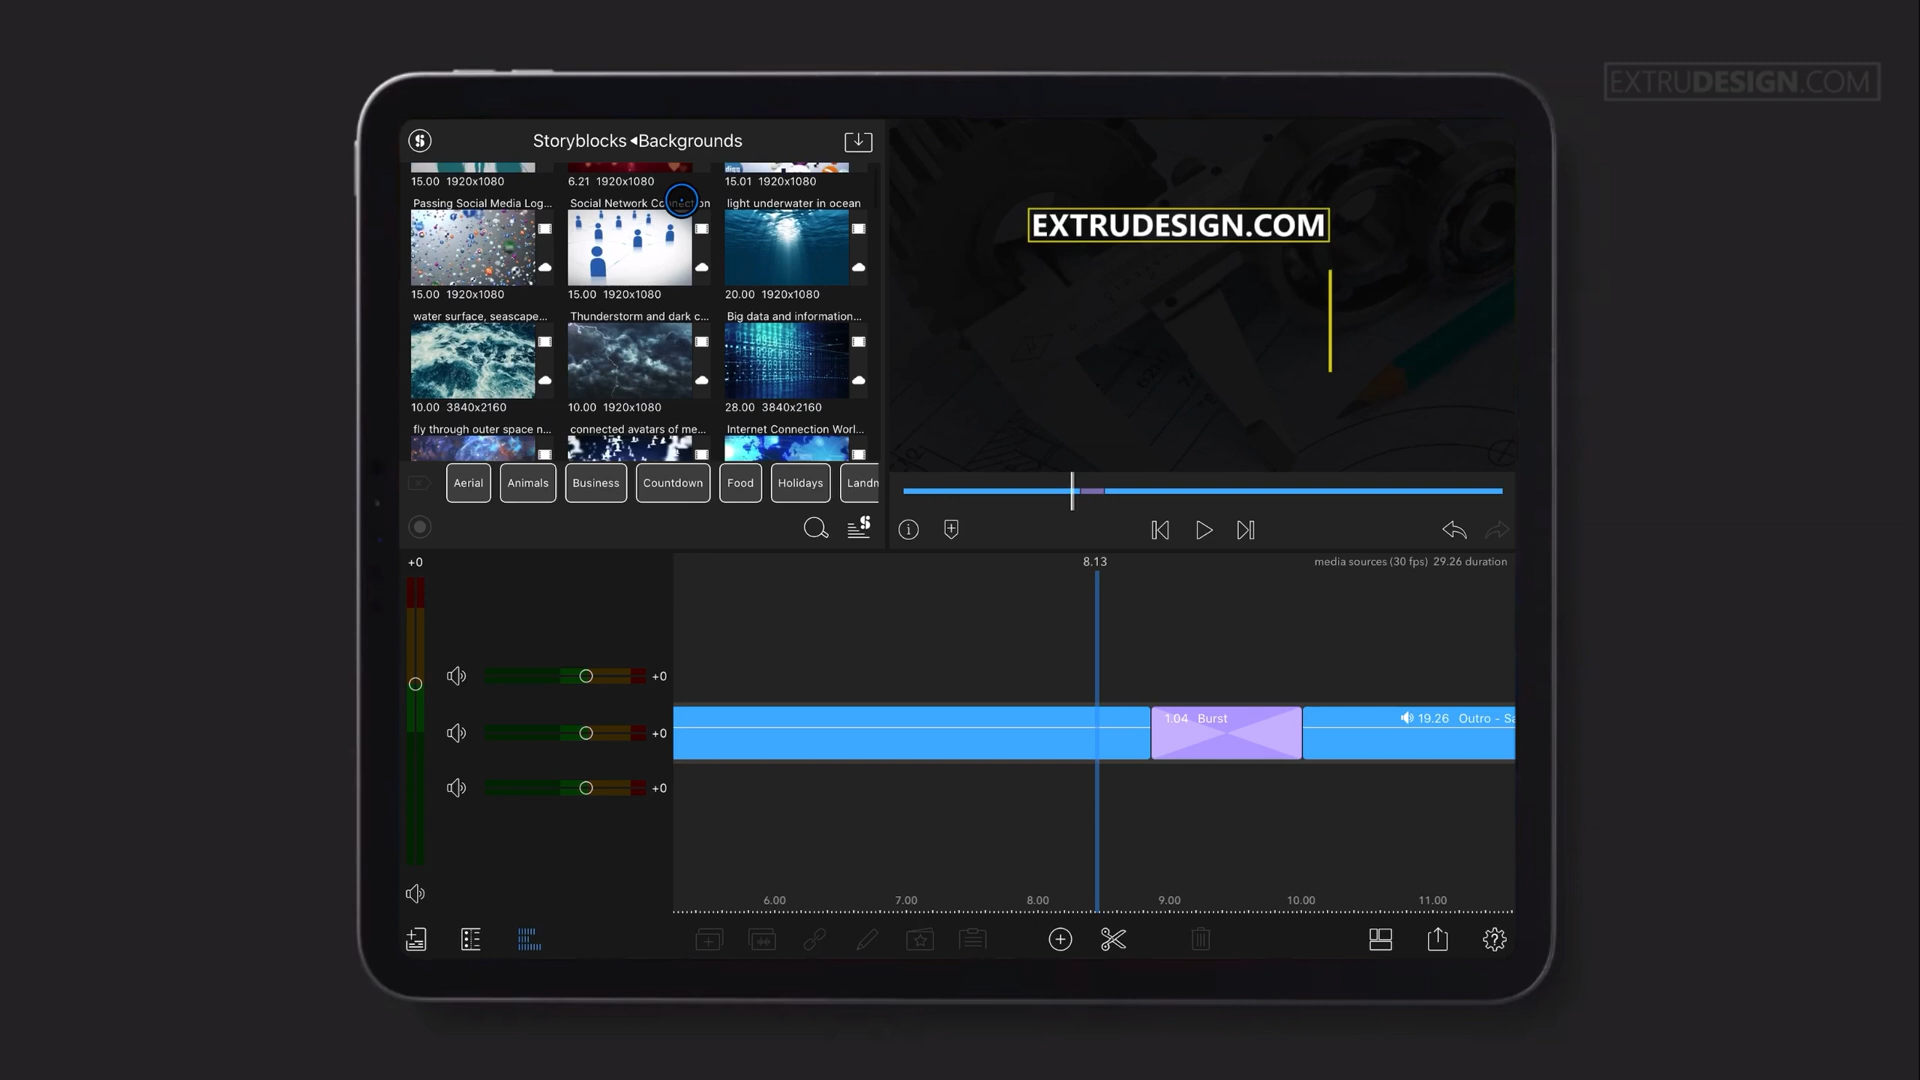 EXTRUDESIGN.COM
Storyblocks Backgrounds
15.00 1920x1080
6.21 1920x1080
15.01 1920x1080
Passing Social Media Log...
Social Network Connection
light underwater in ocean
15.00 1920x1080
15.00 1920x1080
20.00 1920x1080
water surface, seascape...
Thunderstorm and dark c...
Big data and information...
10.00 3840x2160
10.00 1920x1080
28.00 3840x2160
fly through outer space n...
connected avatars of me...
Internet Connection Worl...
Aerial
Animals
Business
Countdown
Food
Holidays
Landm
EXTRUDESIGN.COM
+0
8.13
media sources (30 fps) 29.26 duration
+0
+0
+0
1.04 Burst
19.26 Outro - Sa
6.00
7.00
8.00
9.00
10.00
11.00